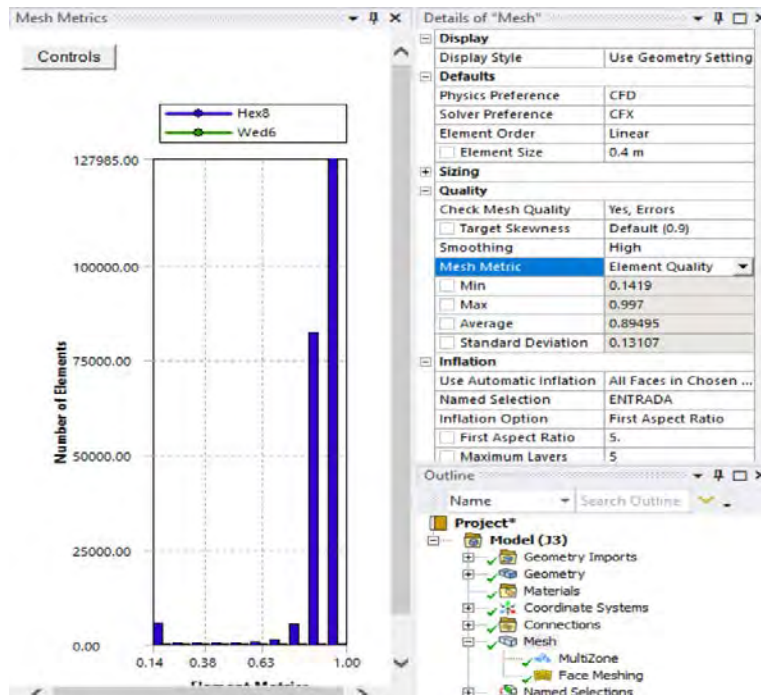 Mesh Metrics
Controls
Hex8
Wed6
127985.00
100000.00
75000.00
50000.00
25000.00
0.00
Number of Elements
0.14 0.38 0.63 1.00
Element Metrics
Details of "Mesh"
Display
Display Style Use Geometry Setting
Defaults
Physics Preference CFD
Solver Preference CFX
Element Order Linear
Element Size 0.4 m
Sizing
Quality
Check Mesh Quality Yes, Errors
Target Skewness Default (0.9)
Smoothing High
Mesh Metric Element Quality
Min 0.1419
Max 0.997
Average 0.89495
Standard Deviation 0.13107
Inflation
Use Automatic Inflation All Faces in Chosen ...
Named Selection ENTRADA
Inflation Option First Aspect Ratio
First Aspect Ratio 5.
Maximum Layers 5
Outline
Name Search Outline
Project*
Model (J3)
Geometry Imports
Geometry
Materials
Coordinate Systems
Connections
Mesh
MultiZone
Face Meshing
Named Selections